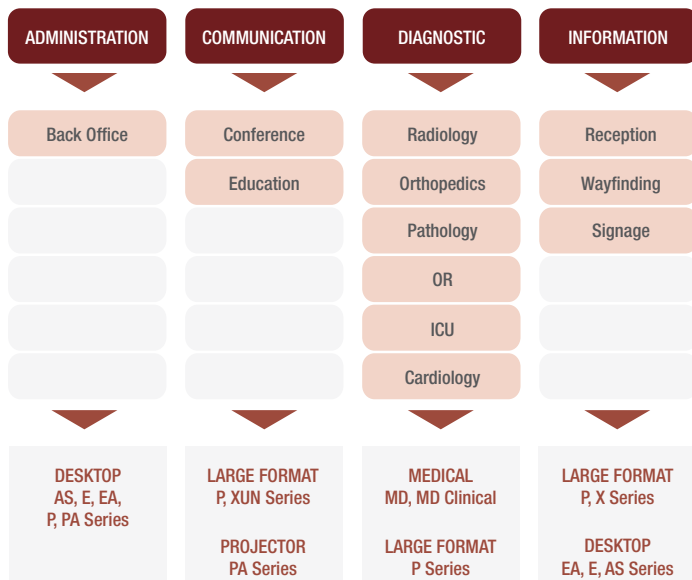 ADMINISTRATION
COMMUNICATION
DIAGNOSTIC
INFORMATION
Back Office
Conference
Radiology
Reception
Education
Orthopedics
Wayfinding
Pathology
Signage
OR
ICU
Cardiology
DESKTOP
AS, E, EA,
P, PA Series
LARGE FORMAT
P, XUN Series
PROJECTOR
PA Series
MEDICAL
MD, MD Clinical
LARGE FORMAT
P Series
LARGE FORMAT
P, X Series
DESKTOP
EA, E, AS Series